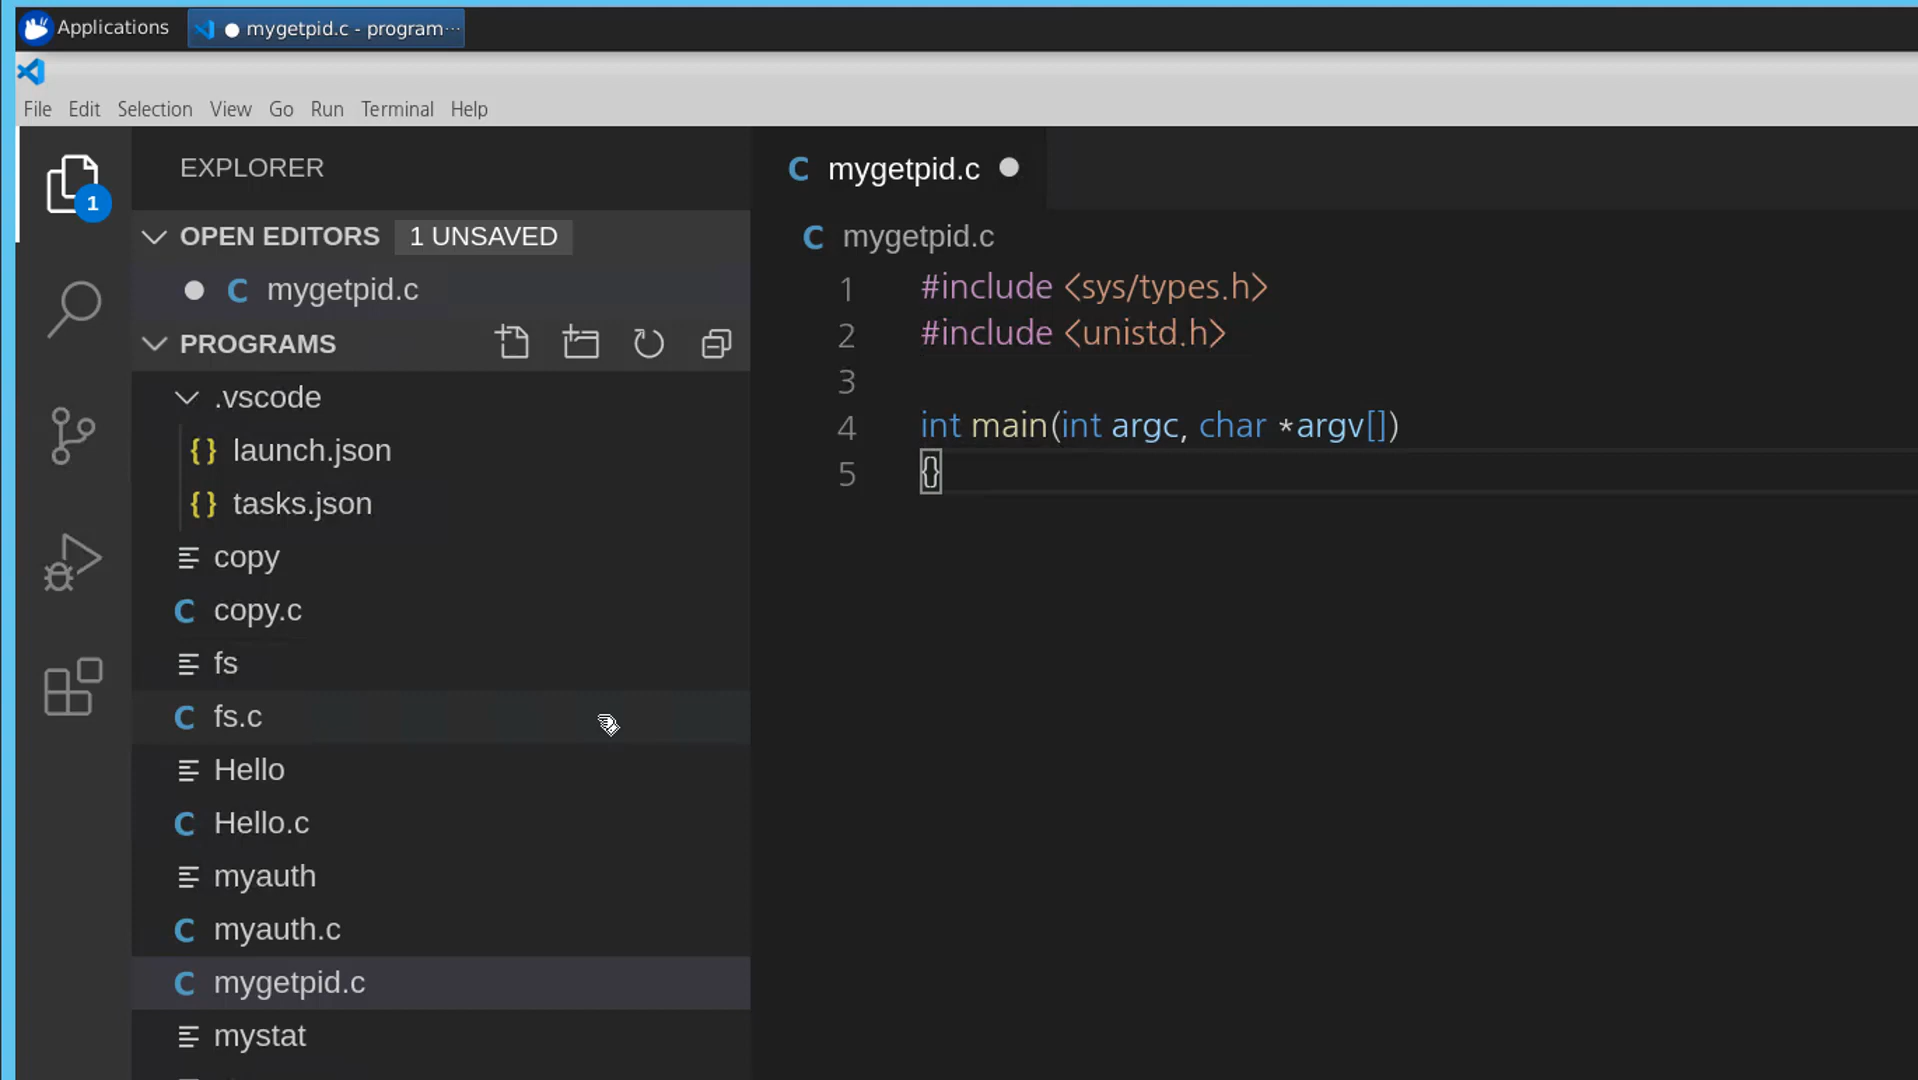 Applications
mygetpid.c - program···
File Edit Selection View Go Run Terminal Help
1
EXPLORER
OPEN EDITORS 1 UNSAVED
mygetpid.c
PROGRAMS
.vscode
{} launch.json
{} tasks.json
copy
C copy.c
fs
C fs.c
Hello
C Hello.c
myauth
C myauth.c
C mygetpid.c
mystat
C mygetpid.c
C mygetpid.c
1 #include <sys/types.h>
2 #include <unistd.h>
3
4 int main(int argc, char *argv[])
5 {}